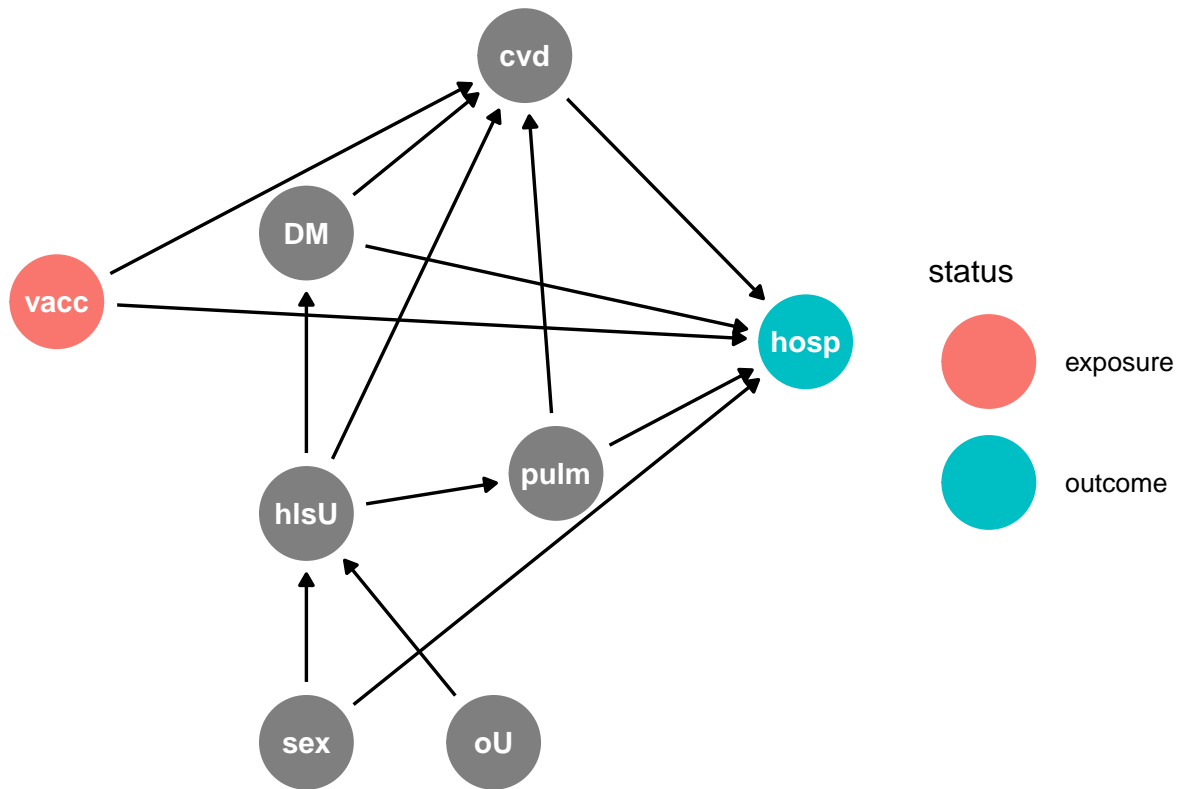 cvd
DM
vacc
hosp
pulm
hlsU
sex
oU
status
exposure
outcome